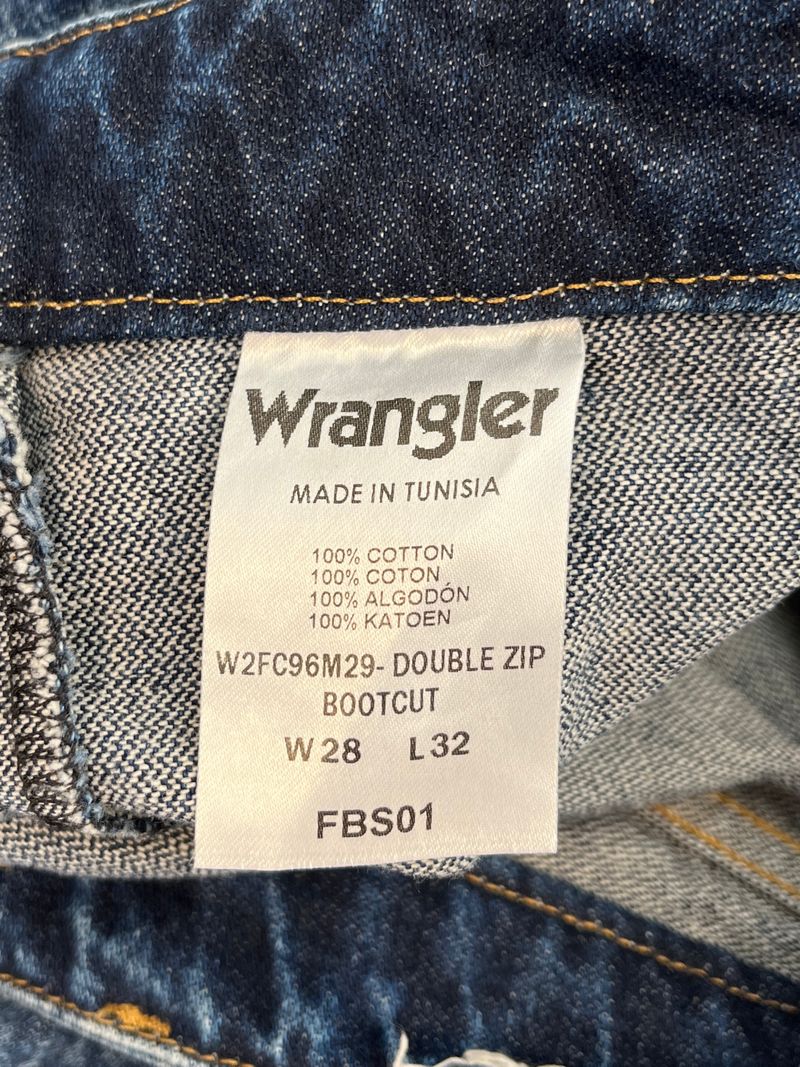 Wrangler
MADE IN TUNISIA
100% COTTON
100% COTON
100% ALGODÓN
100% KATOEN
W2FC96M29- DOUBLE ZIP
BOOTCUT
W28 L32
FBS01